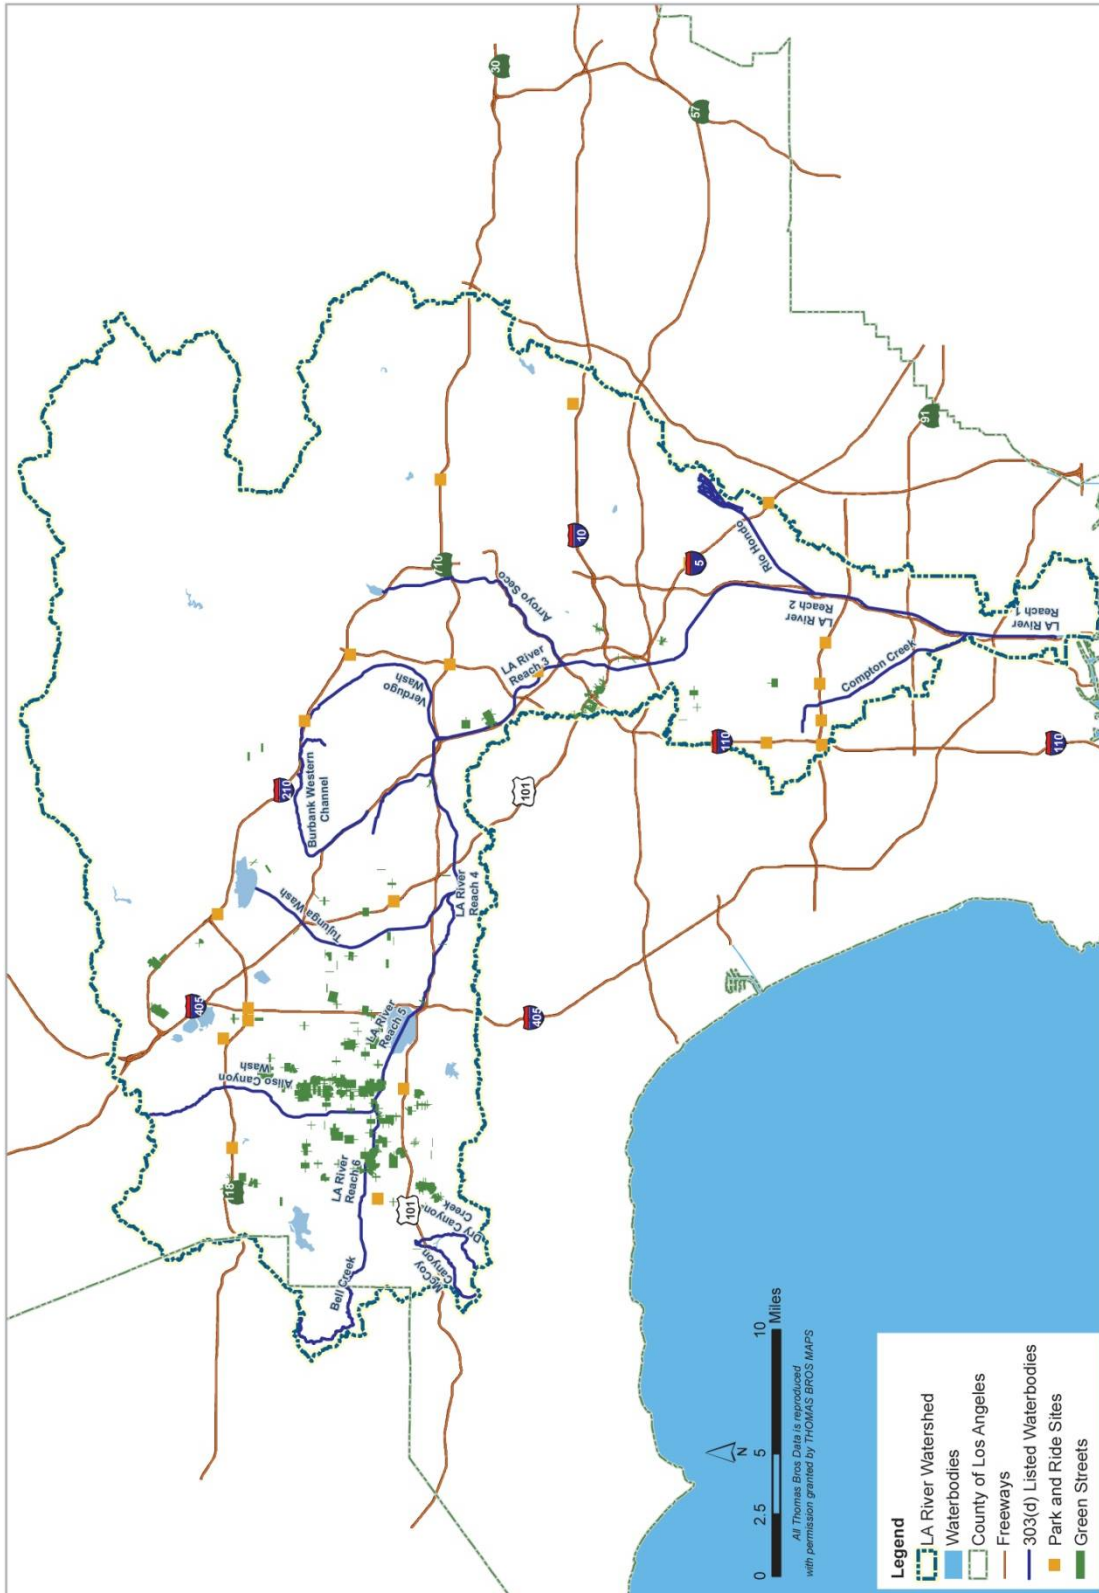 30
57
91
710
10
5
110
110
210
101
405
405
118
101
Arroyo Seco
Rio Hondo
LA River
Reach 2
LA River
Reach 1
Compton Creek
LA River
Reach 3
Verdugo
Wash
Burbank Western
Channel
LA River
Reach 4
Tujunga Wash
LA River
Reach 5
Aliso Canyon
Wash
LA River
Reach 6
Bell Creek
McCoy
Canyon
Dry Canyon
Creek
N
0 2.5 5 10
Miles
All Thomas Bros Data is reproduced
with permission granted by THOMAS BROS MAPS
Legend
LA River Watershed
Waterbodies
County of Los Angeles
Freeways
303(d) Listed Waterbodies
Park and Ride Sites
Green Streets